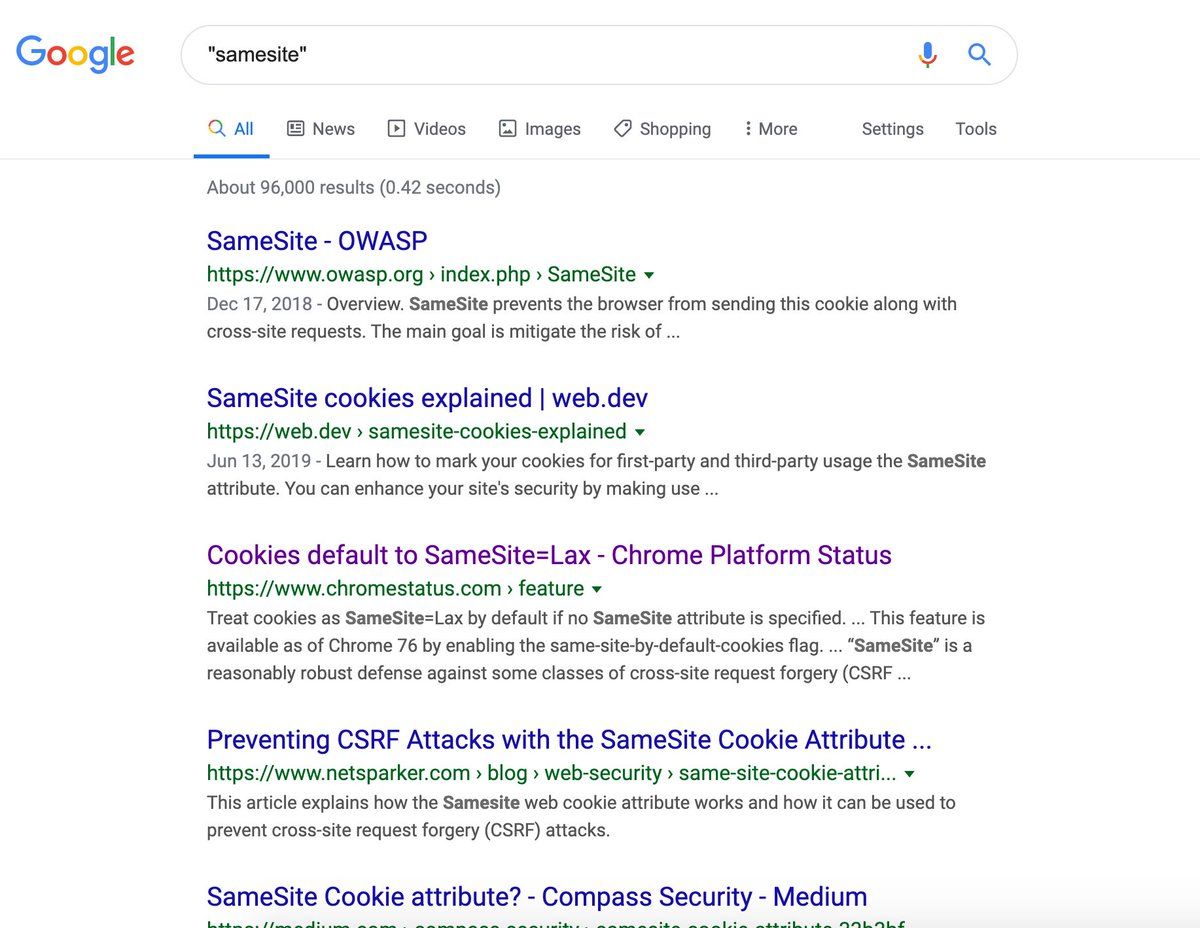 Google
"samesite"
All News Videos Images Shopping More Settings Tools
About 96,000 results (0.42 seconds)
SameSite - OWASP
https://www.owasp.org › index.php › SameSite
Dec 17, 2018 - Overview. SameSite prevents the browser from sending this cookie along with
cross-site requests. The main goal is mitigate the risk of ...
SameSite cookies explained | web.dev
https://web.dev › samesite-cookies-explained
Jun 13, 2019 - Learn how to mark your cookies for first-party and third-party usage the SameSite
attribute. You can enhance your site's security by making use ...
Cookies default to SameSite=Lax - Chrome Platform Status
https://www.chromestatus.com › feature
Treat cookies as SameSite=Lax by default if no SameSite attribute is specified. ... This feature is
available as of Chrome 76 by enabling the same-site-by-default-cookies flag. ... “SameSite” is a
reasonably robust defense against some classes of cross-site request forgery (CSRF ...
Preventing CSRF Attacks with the SameSite Cookie Attribute ...
https://www.netsparker.com › blog › web-security › same-site-cookie-attri...
This article explains how the Samesite web cookie attribute works and how it can be used to
prevent cross-site request forgery (CSRF) attacks.
SameSite Cookie attribute? - Compass Security - Medium
https://medium.com › compass-security › samesite-cookie-attribute